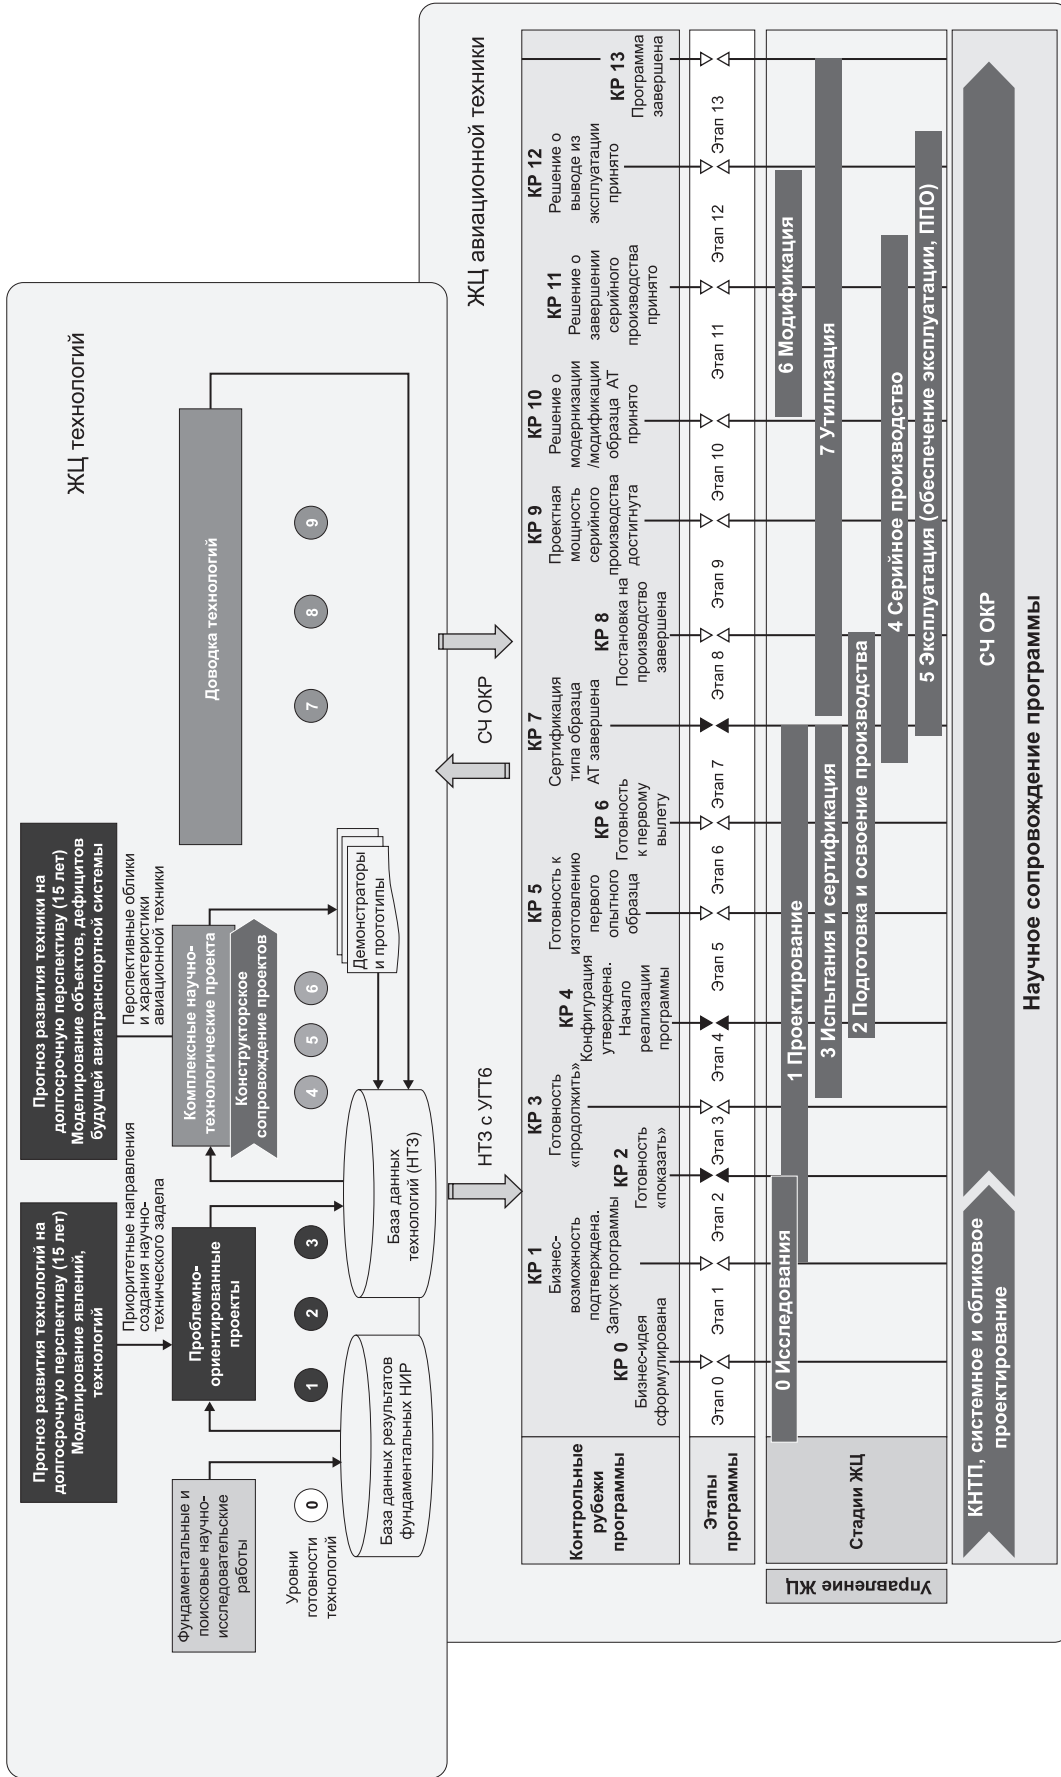 ЖЦ технологий
Прогноз развития технологий на
долгосрочную перспективу (15 лет)
Моделирование явлений,
технологий
Прогноз развития техники на
долгосрочную перспективу (15 лет)
Моделирование объектов, дефицитов
будущей авиатранспортной системы
Приоритетные направления
создания научно-
технического задела
Перспективные облики
и характеристики
авиационной техники
Фундаментальные и
поисковые научно-
исследовательские
работы
Проблемно-
ориентированные
проекты
Комплексные научно-
технологические проекта
Конструкторское
сопровождение проектов
Доводка технологий
Уровни
готовности
технологий
0
1
2
3
4
5
6
7
8
9
База данных результатов
фундаментальных НИР
База данных
технологий (НТЗ)
Демонстраторы
и прототипы
НТЗ с УГТ6
СЧ ОКР
ЖЦ авиационной техники
Контрольные
рубежи
программы
КР 0
Бизнес-идея
сформулирована
КР 1
Бизнес-
возможность
подтверждена.
Запуск программы
КР 2
Готовность
«показать»
КР 3
Готовность
«продолжить»
КР 4
Конфигурация
утверждена.
Начало
реализации
программы
КР 5
Готовность к
изготовлению
первого
опытного
образца
КР 6
Готовность
к первому
вылету
КР 7
Сертификация
типа образца
АТ завершена
КР 8
Постановка на
производство
завершена
КР 9
Проектная
мощность
серийного
производства
достигнута
КР 10
Решение о
модернизации
/модификации
образца АТ
принято
КР 11
Решение о
завершении
серийного
производства
принято
КР 12
Решение о
выводе из
эксплуатации
принято
КР 13
Программа
завершена
Этапы
программы
Этап 0
Этап 1
Этап 2
Этап 3
Этап 4
Этап 5
Этап 6
Этап 7
Этап 8
Этап 9
Этап 10
Этап 11
Этап 12
Этап 13
Управление ЖЦ
Стадии ЖЦ
0 Исследования
6 Модификация
1 Проектирование
3 Испытания и сертификация
7 Утилизация
2 Подготовка и освоение производства
4 Серийное производство
5 Эксплуатация (обеспечение эксплуатации, ППО)
КНТП, системное и обликовое
проектирование
СЧ ОКР
Научное сопровождение программы